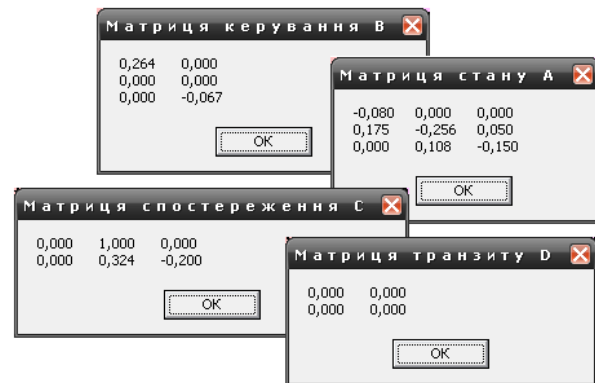 Матриця керування B
0,264 0,000
0,000 0,000
0,000 -0,067
OK
Матриця стану A
-0,080 0,000 0,000
0,175 -0,256 0,050
0,000 0,108 -0,150
OK
Матриця спостереження C
0,000 1,000 0,000
0,000 0,324 -0,200
OK
Матриця транзиту D
0,000 0,000
0,000 0,000
OK